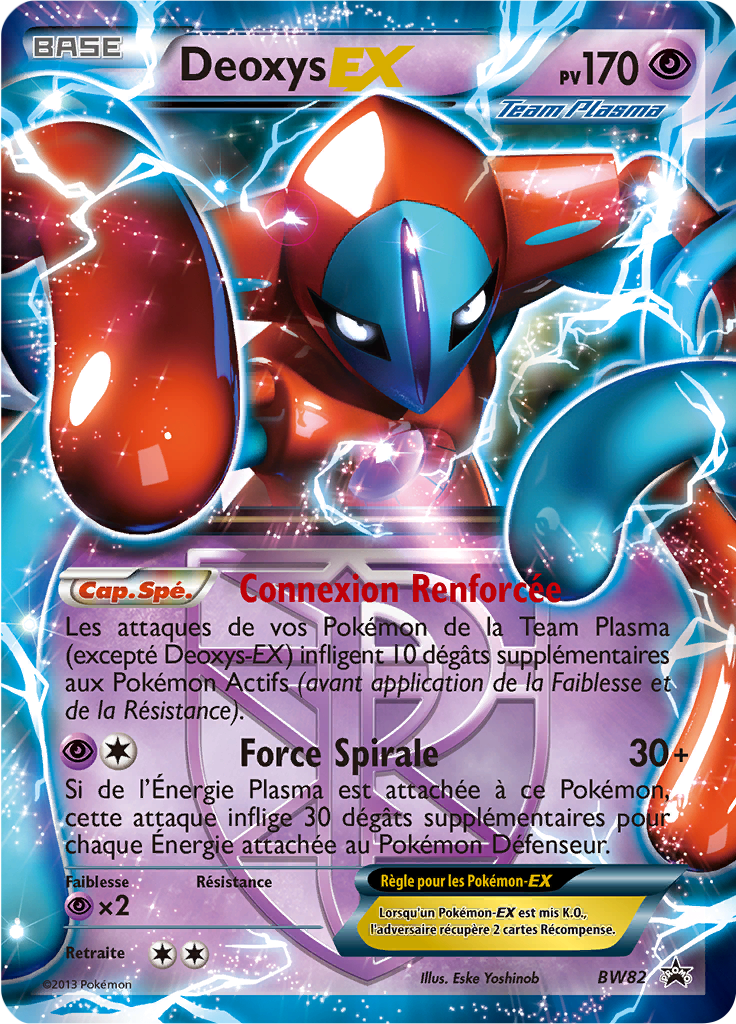 BASE
Deoxys EX
PV 170
Team Plasma
Cap.Spé. Connexion Renforcée
Les attaques de vos Pokémon de la Team Plasma
(excepté Deoxys-EX) infligent 10 dégâts supplémentaires
aux Pokémon Actifs (avant application de la Faiblesse et
de la Résistance).
Force Spirale 30+
Si de l'Énergie Plasma est attachée à ce Pokémon,
cette attaque inflige 30 dégâts supplémentaires pour
chaque Énergie attachée au Pokémon Défenseur.
Faiblesse Résistance
×2
Retraite
Règle pour les Pokémon-EX
Lorsqu'un Pokémon-EX est mis K.O.,
l'adversaire récupère 2 cartes Récompense.
©2013 Pokémon
Illus. Eske Yoshinob
BW82
PROMO